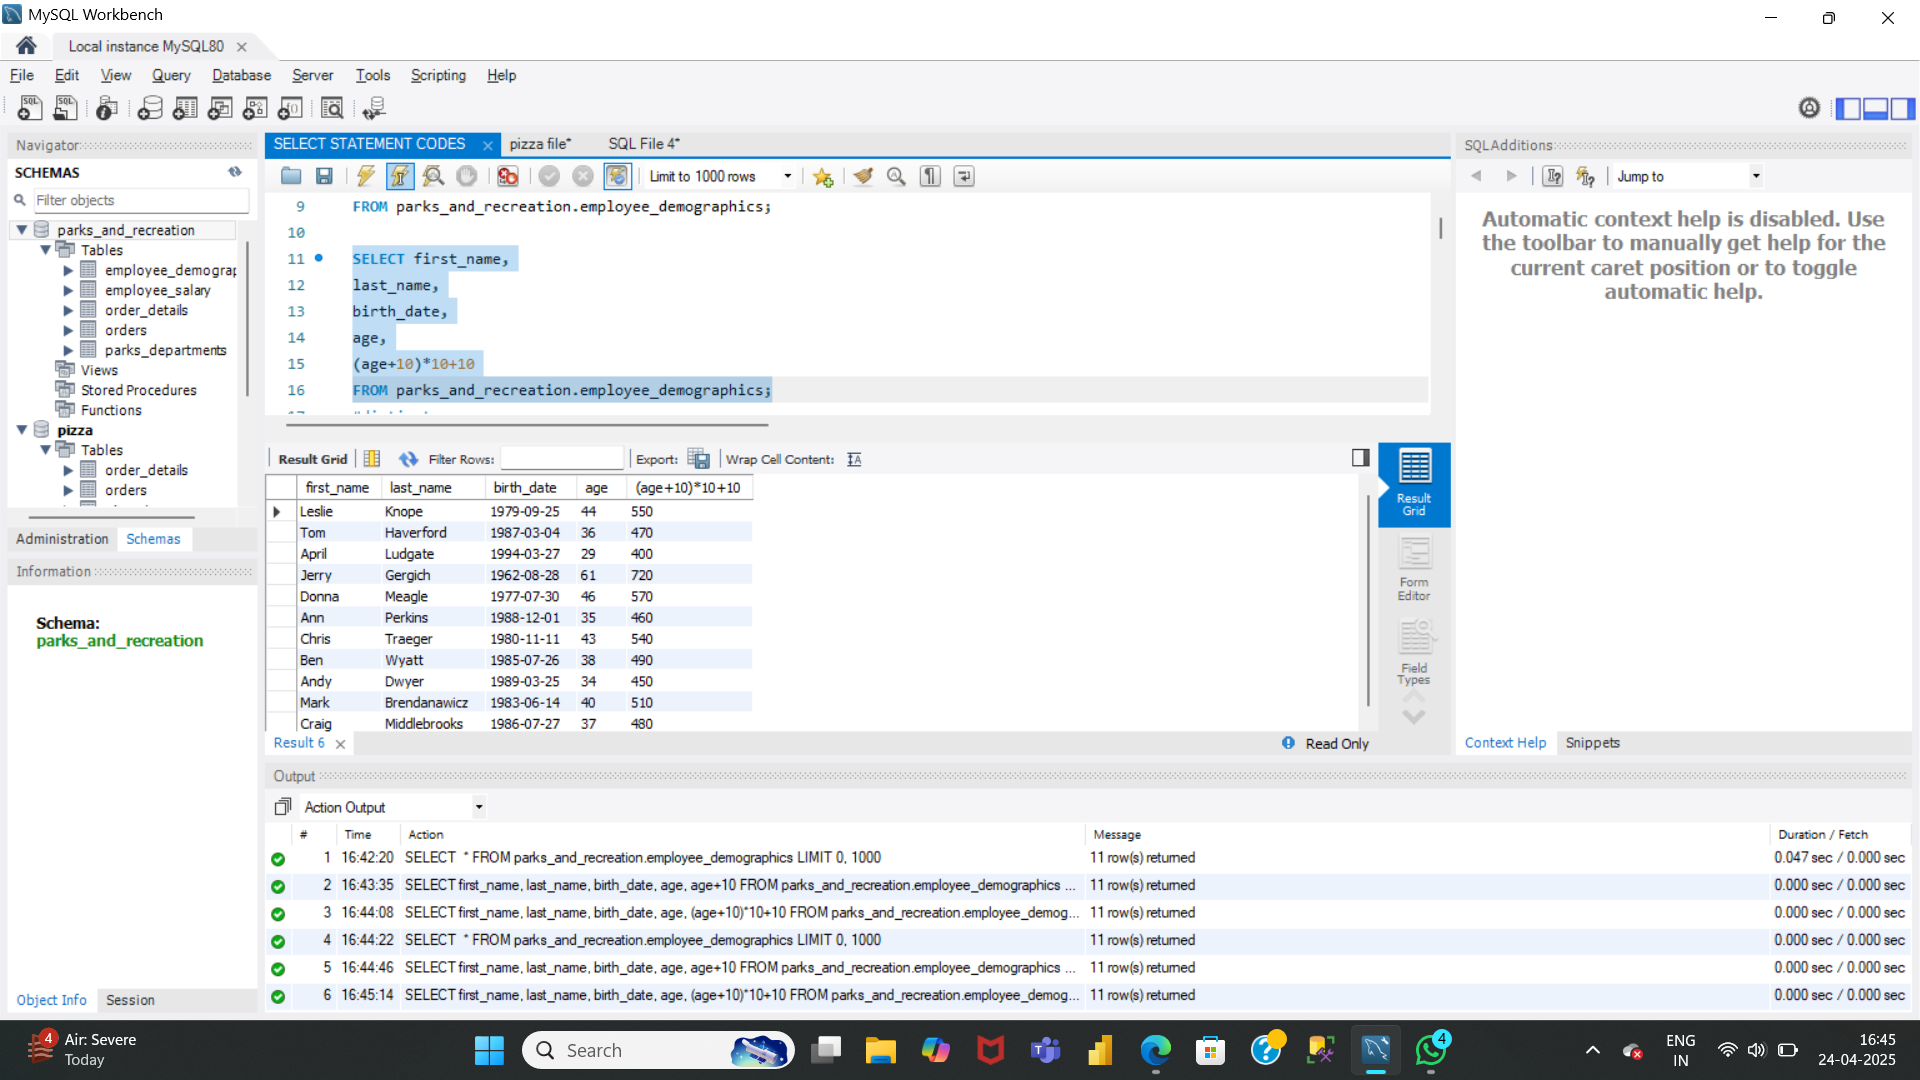 MySQL Workbench
Local instance MySQL80
File Edit View Query Database Server Tools Scripting Help
Navigator
SCHEMAS
Filter objects
parks_and_recreation
Tables
employee_demograp
employee_salary
order_details
orders
parks_departments
Views
Stored Procedures
Functions
pizza
Tables
order_details
orders
Administration Schemas
Information
Schema:
parks_and_recreation
Object Info Session
SELECT STATEMENT CODES pizza file* SQL File 4*
Limit to 1000 rows
9 FROM parks_and_recreation.employee_demographics;
10
11 SELECT first_name,
12 last_name,
13 birth_date,
14 age,
15 (age+10)*10+10
16 FROM parks_and_recreation.employee_demographics;
Result Grid Filter Rows: Export: Wrap Cell Content:
first_name last_name birth_date age (age+10)*10+10
Leslie Knope 1979-09-25 44 550
Tom Haverford 1987-03-04 36 470
April Ludgate 1994-03-27 29 400
Jerry Gergich 1962-08-28 61 720
Donna Meagle 1977-07-30 46 570
Ann Perkins 1988-12-01 35 460
Chris Traeger 1980-11-11 43 540
Ben Wyatt 1985-07-26 38 490
Andy Dwyer 1989-03-25 34 450
Mark Brendanawicz 1983-06-14 40 510
Craig Middlebrooks 1986-07-27 37 480
Result 6
Read Only
Result
Grid
Form
Editor
Field
Types
SQLAdditions
Jump to
Automatic context help is disabled. Use
the toolbar to manually get help for the
current caret position or to toggle
automatic help.
Context Help Snippets
Output
Action Output
# Time Action Message Duration / Fetch
1 16:42:20 SELECT * FROM parks_and_recreation.employee_demographics LIMIT 0, 1000 11 row(s) returned 0.047 sec / 0.000 sec
2 16:43:35 SELECT first_name, last_name, birth_date, age, age+10 FROM parks_and_recreation.employee_demographics ... 11 row(s) returned 0.000 sec / 0.000 sec
3 16:44:08 SELECT first_name, last_name, birth_date, age, (age+10)*10+10 FROM parks_and_recreation.employee_demog... 11 row(s) returned 0.000 sec / 0.000 sec
4 16:44:22 SELECT * FROM parks_and_recreation.employee_demographics LIMIT 0, 1000 11 row(s) returned 0.000 sec / 0.000 sec
5 16:44:46 SELECT first_name, last_name, birth_date, age, age+10 FROM parks_and_recreation.employee_demographics ... 11 row(s) returned 0.000 sec / 0.000 sec
6 16:45:14 SELECT first_name, last_name, birth_date, age, (age+10)*10+10 FROM parks_and_recreation.employee_demog... 11 row(s) returned 0.000 sec / 0.000 sec
4
Air: Severe
Today
Search
4
ENG
IN
16:45
24-04-2025